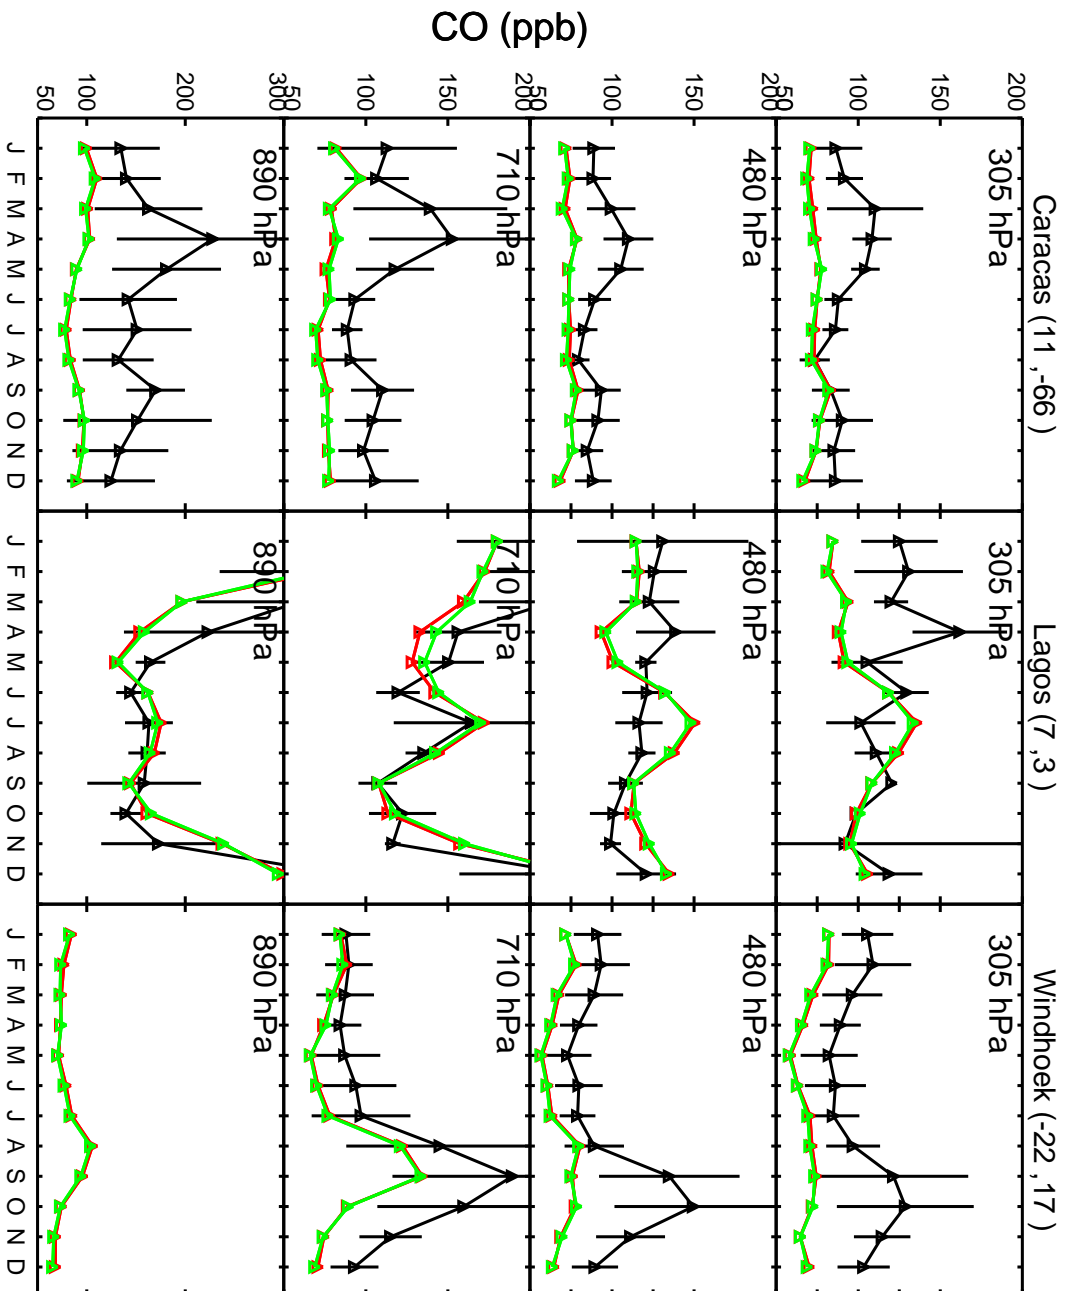 CO (ppb)
Caracas (11 ,-66 ) Lagos (7 ,3 ) Windhoek (-22 ,17 )
200
305 hPa 305 hPa 305 hPa
150
100
50
200
480 hPa 480 hPa 480 hPa
150
100
50
200
710 hPa 710 hPa 710 hPa
150
100
50
300
890 hPa 890 hPa 890 hPa
200
100
50
J F M A M J J A S O N D J F M A M J J A S O N D J F M A M J J A S O N D